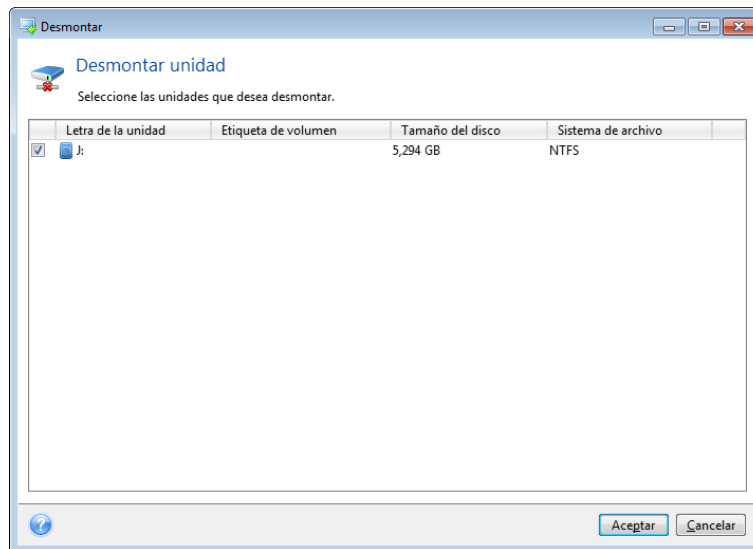 Desmontar
Desmontar unidad
Seleccione las unidades que desea desmontar.
Letra de la unidad Etiqueta de volumen Tamaño del disco Sistema de archivo
J: 5,294 GB NTFS
? Aceptar Cancelar